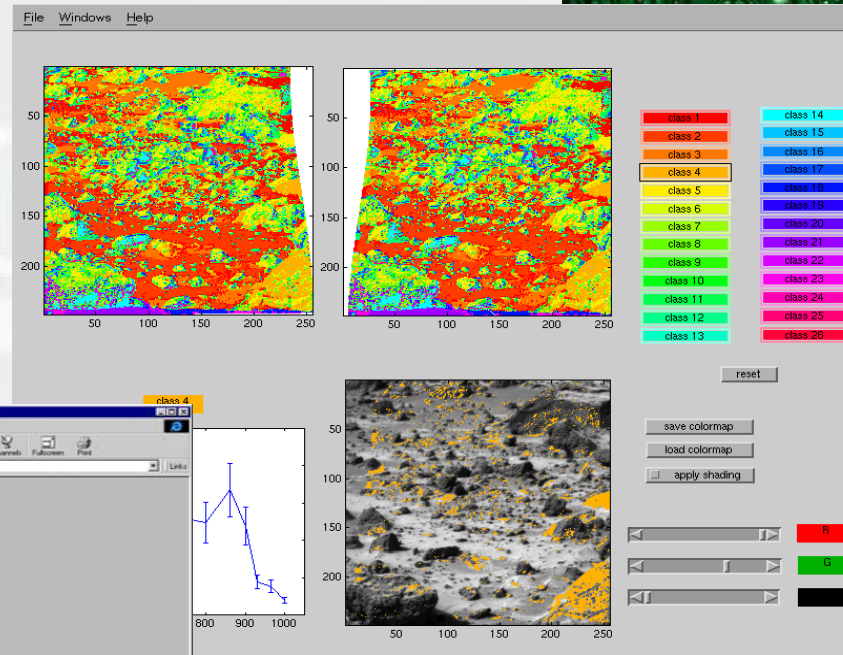 File Windows Help
50
100
150
200
50 100 150 200 250
50
100
150
200
50 100 150 200 250
class 1
class 2
class 3
class 4
class 5
class 6
class 7
class 8
class 9
class 10
class 11
class 12
class 13
class 14
class 15
class 16
class 17
class 18
class 19
class 20
class 21
class 22
class 23
class 24
class 25
class 26
reset
class 4
annels Fullscreen Print
Links
800 900 1000
50
100
150
200
50 100 150 200 250
save colormap
load colormap
apply shading
R
G